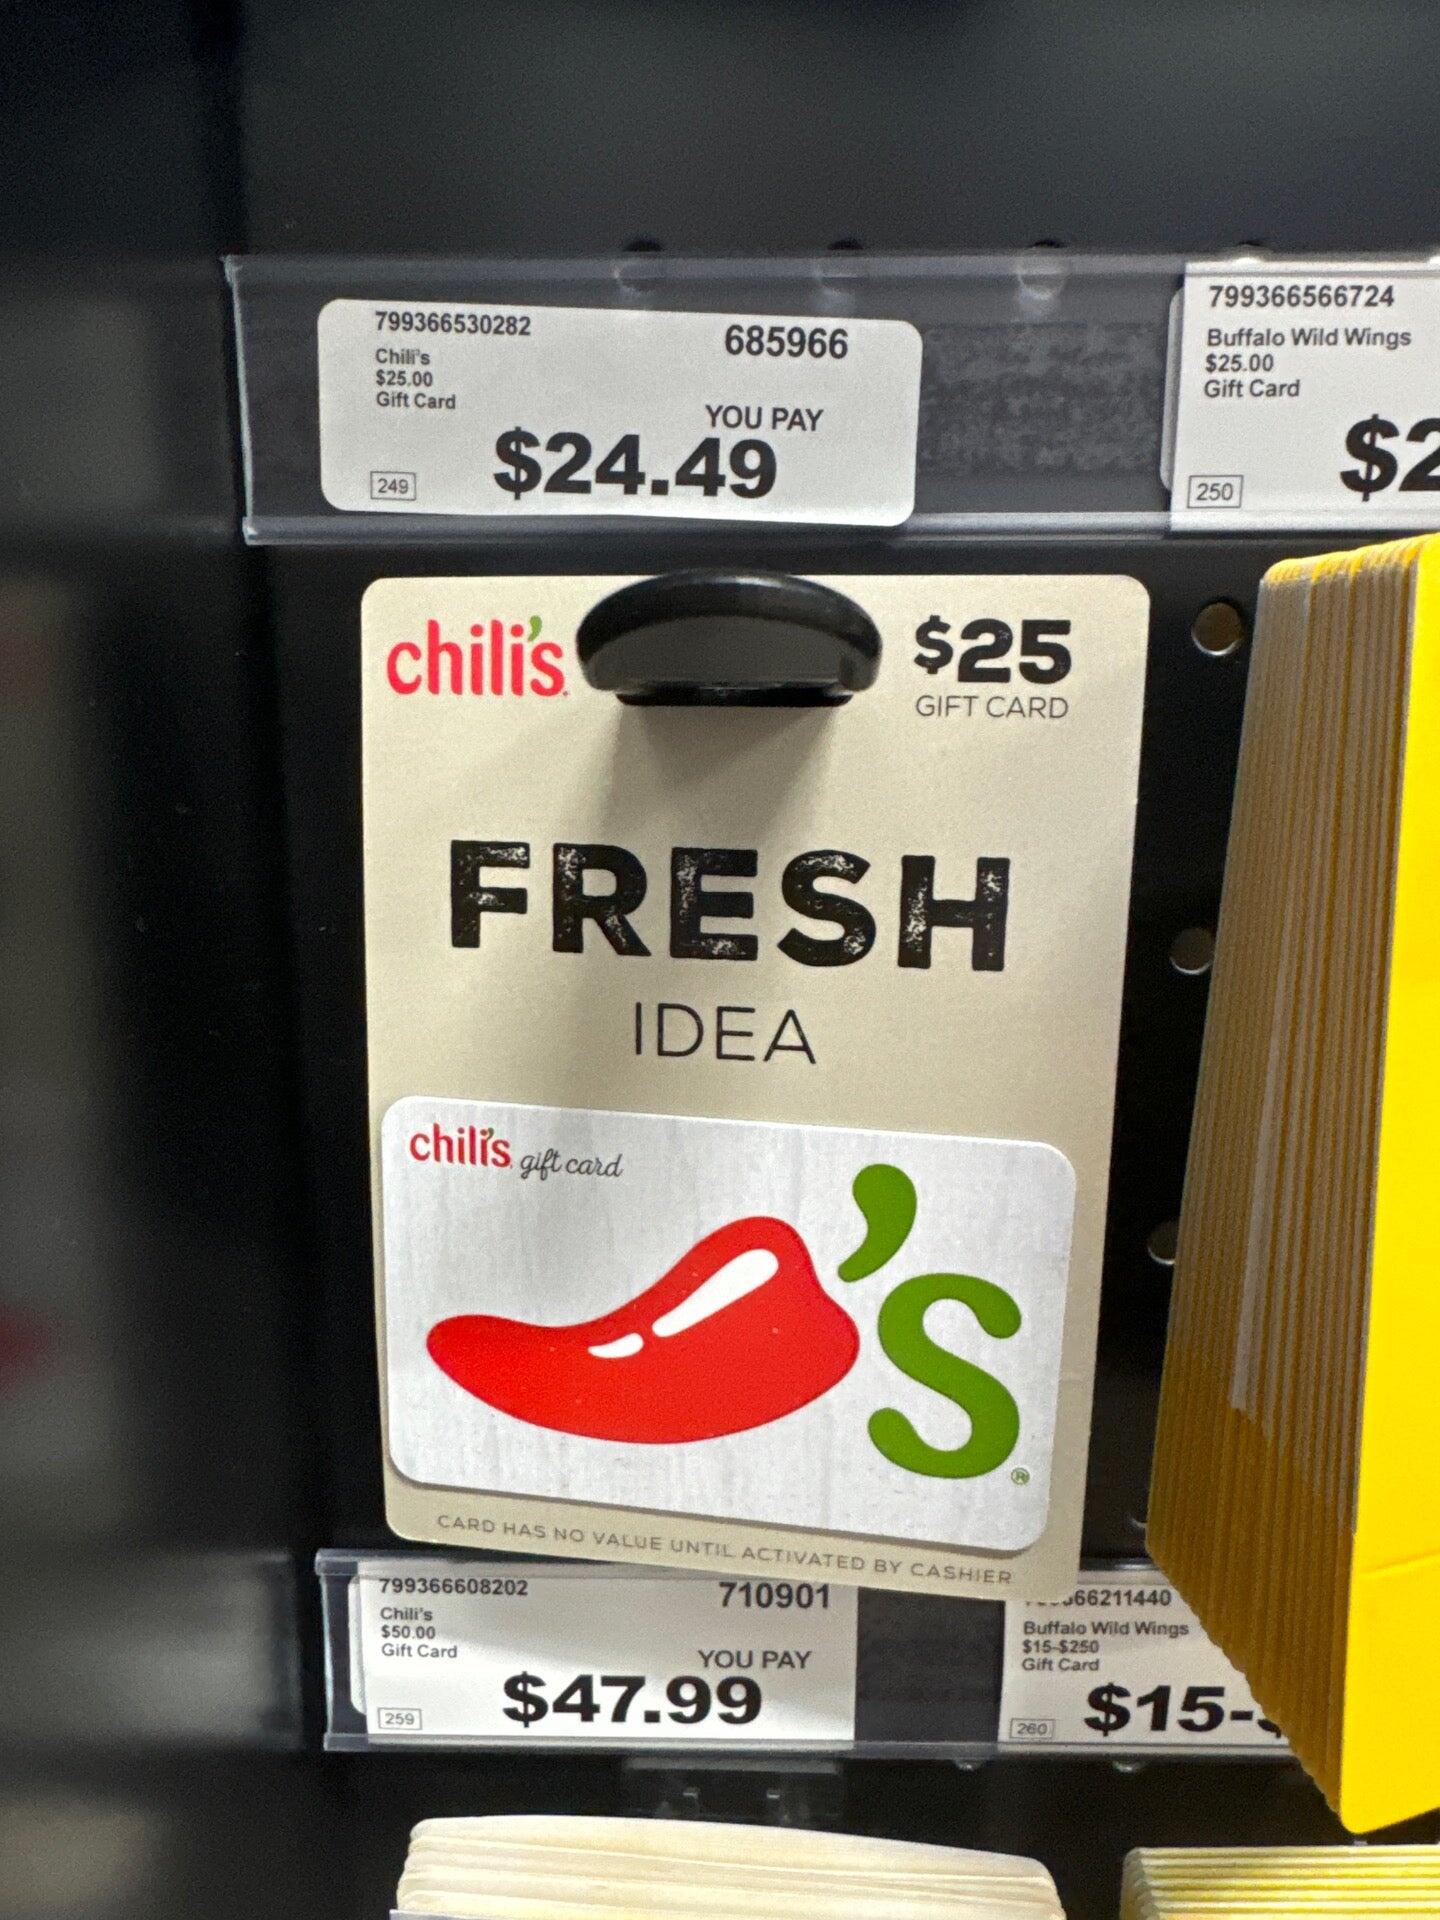 799366530282 685966
Chili's
$25.00
Gift Card
YOU PAY
$24.49
249
799366566724
Buffalo Wild Wings
$25.00
Gift Card
250
chili's
$25
GIFT CARD
FRESH
IDEA
chili's gift card
's
®
CARD HAS NO VALUE UNTIL ACTIVATED BY CASHIER
799366608202 710901
Chili's
$50.00
Gift Card
YOU PAY
$47.99
259
66211440
Buffalo Wild Wings
$15-$250
Gift Card
$15-
260